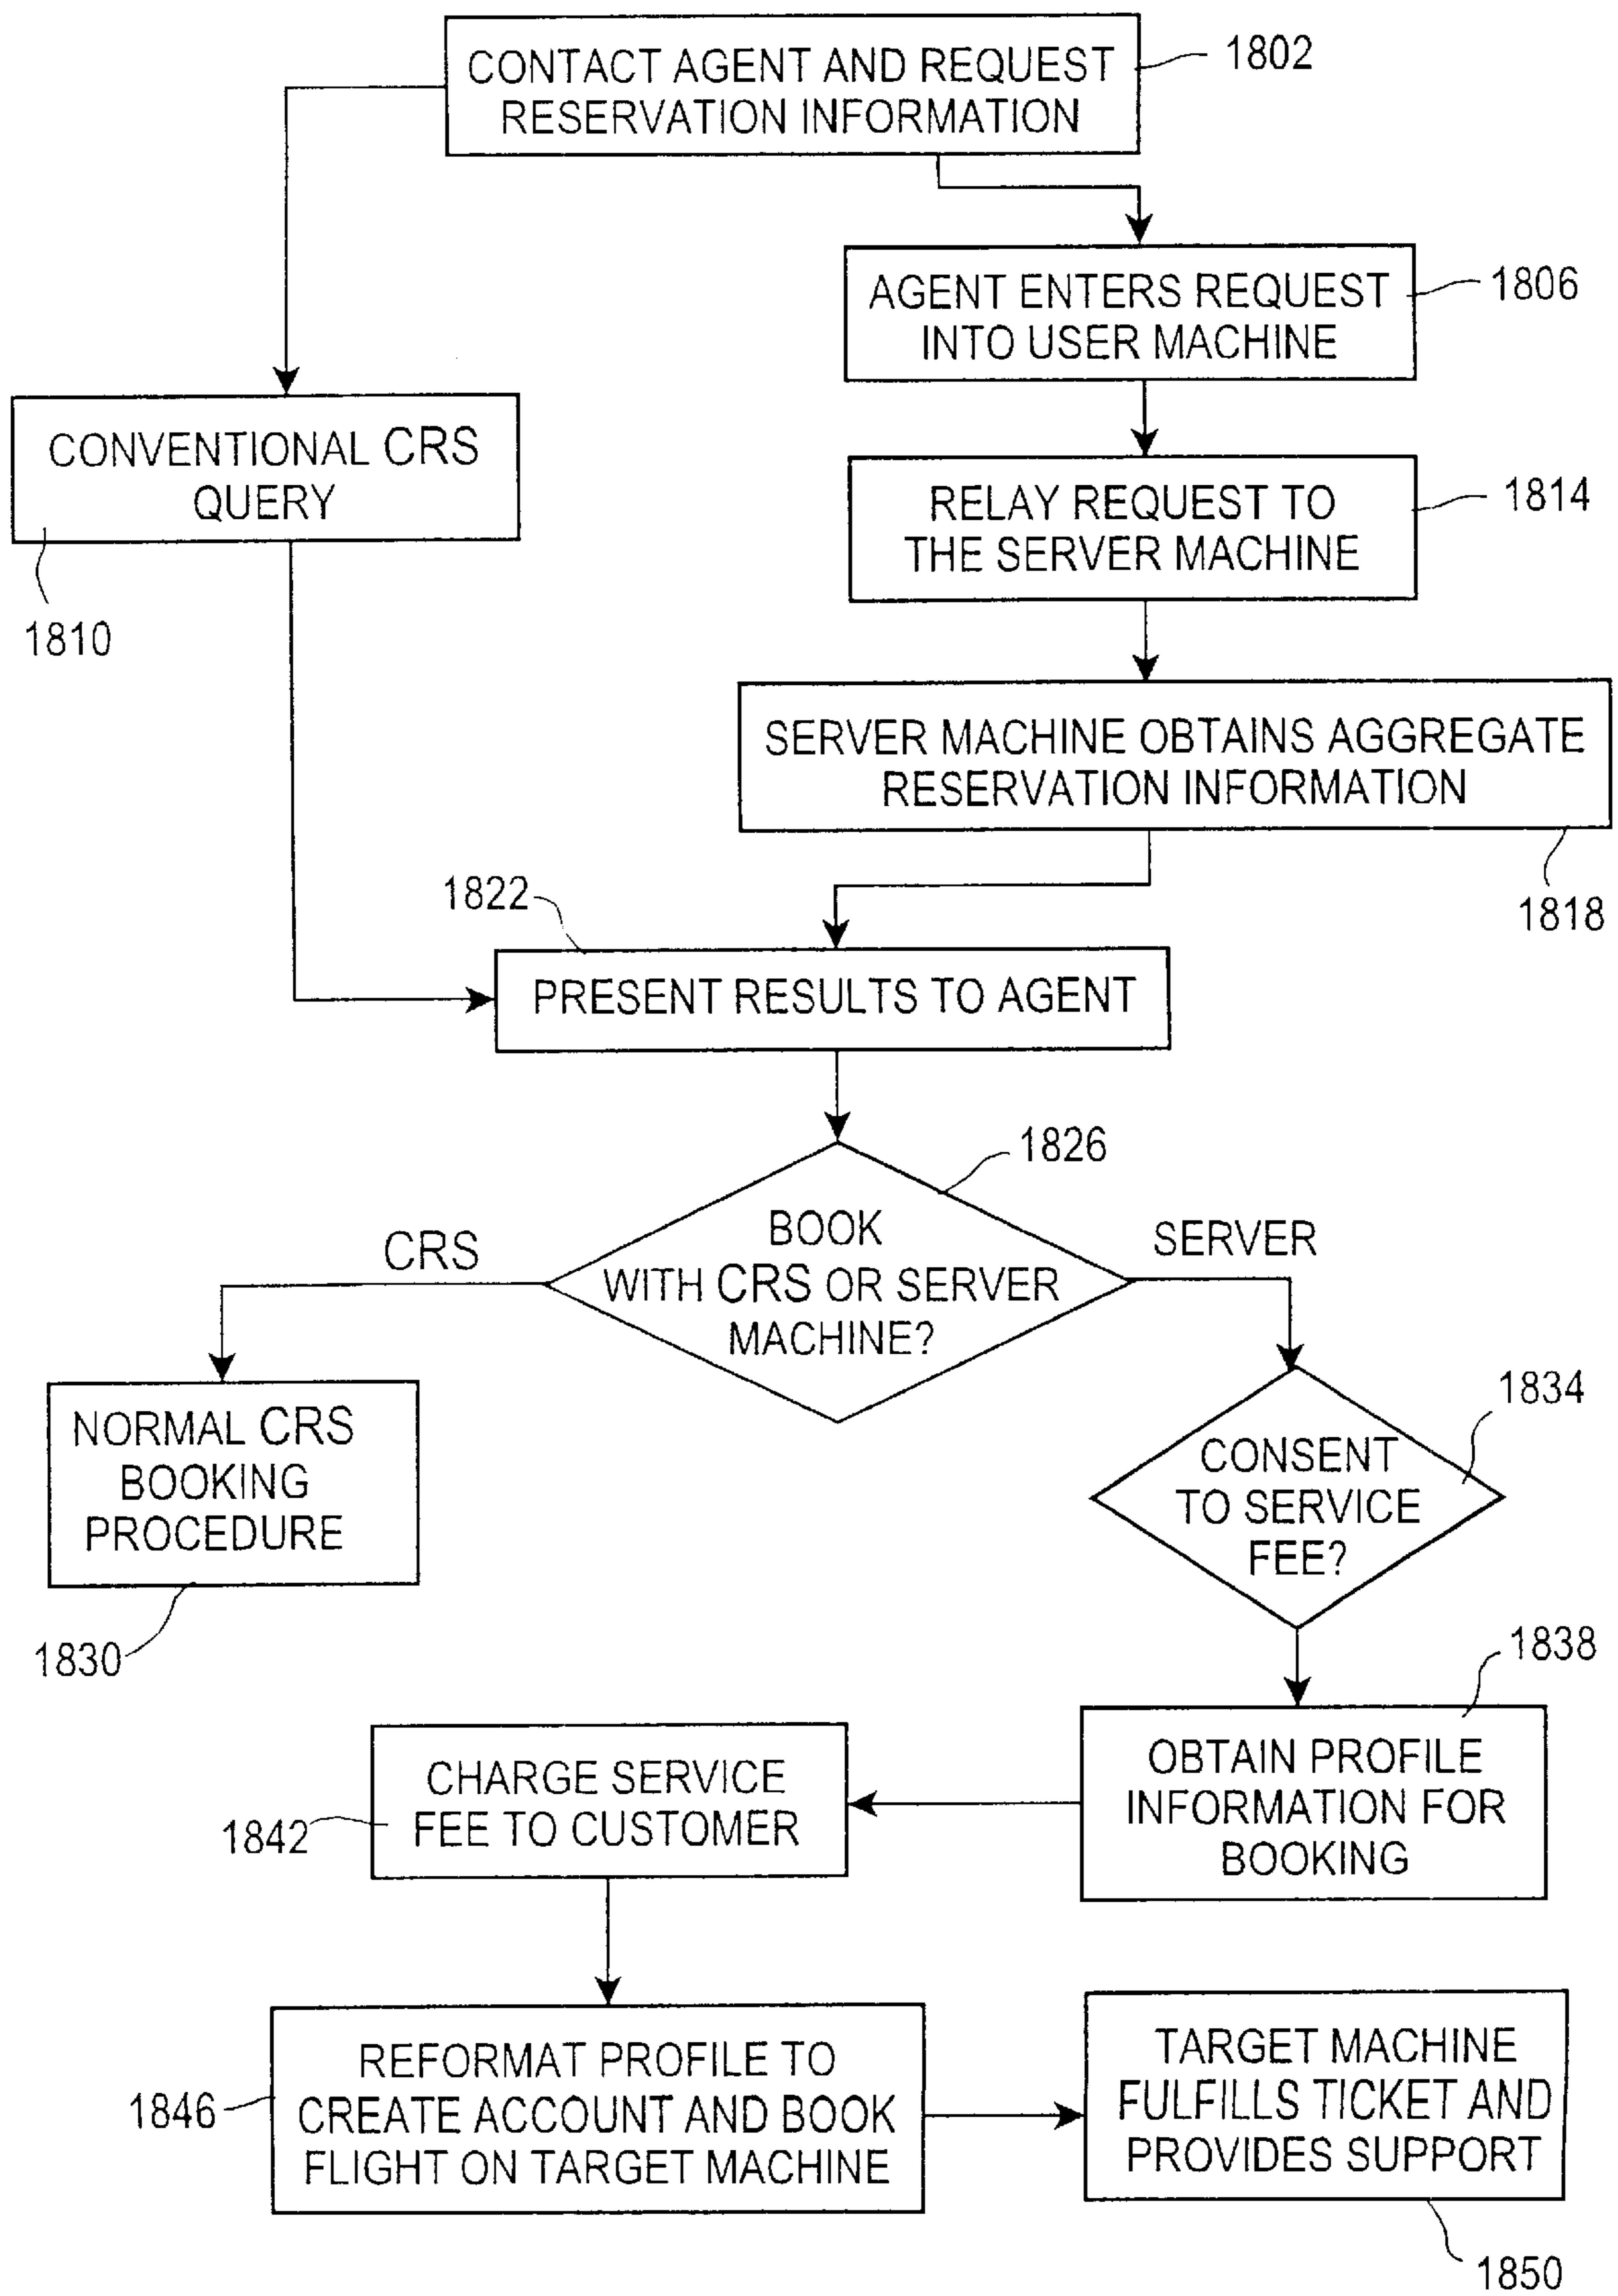 CONTACT AGENT AND REQUEST
RESERVATION INFORMATION
1802
AGENT ENTERS REQUEST
INTO USER MACHINE
1806
CONVENTIONAL CRS
QUERY
1810
RELAY REQUEST TO
THE SERVER MACHINE
1814
SERVER MACHINE OBTAINS AGGREGATE
RESERVATION INFORMATION
1818
1822
PRESENT RESULTS TO AGENT
1826
BOOK
WITH CRS OR SERVER
MACHINE?
CRS
SERVER
NORMAL CRS
BOOKING
PROCEDURE
1830
1834
CONSENT
TO SERVICE
FEE?
1838
OBTAIN PROFILE
INFORMATION FOR
BOOKING
CHARGE SERVICE
FEE TO CUSTOMER
1842
REFORMAT PROFILE TO
CREATE ACCOUNT AND BOOK
FLIGHT ON TARGET MACHINE
1846
TARGET MACHINE
FULFILLS TICKET AND
PROVIDES SUPPORT
1850